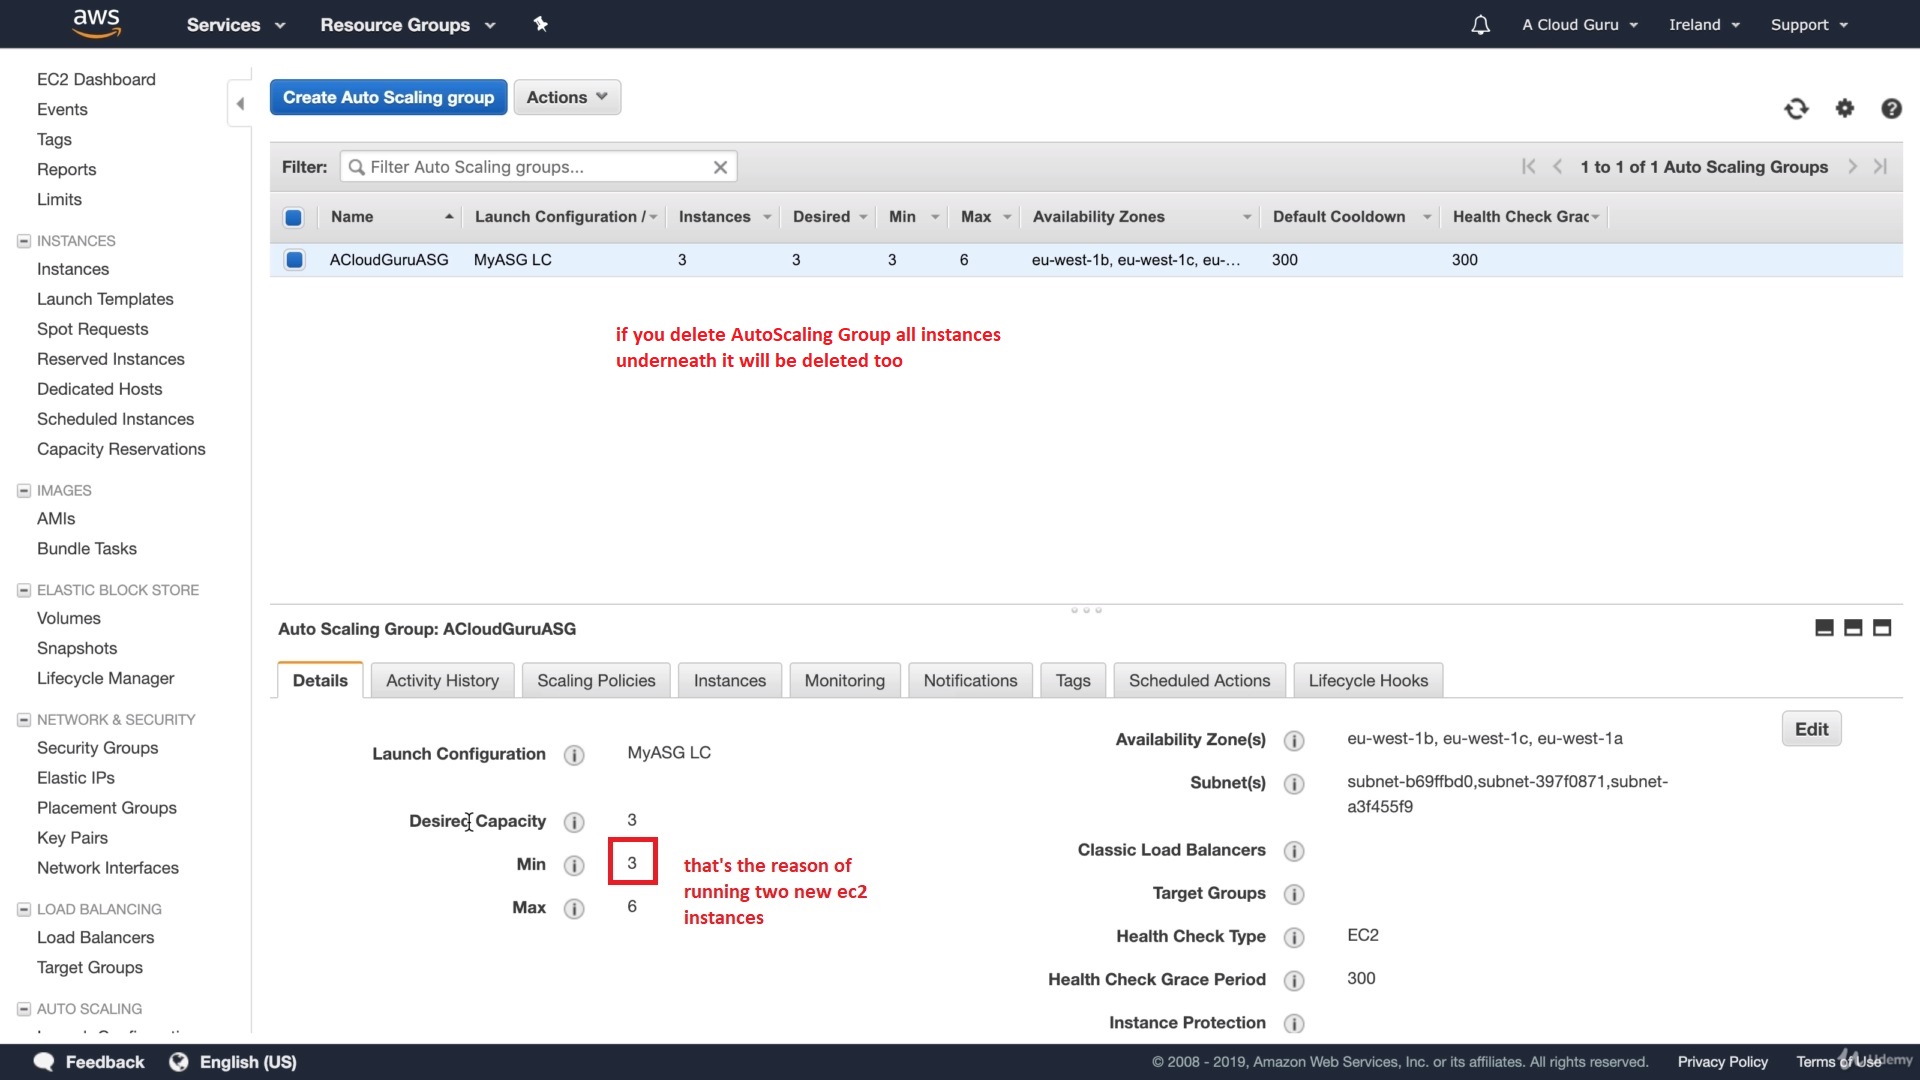 aws
Services
Resource Groups
A Cloud Guru
Ireland
Support
EC2 Dashboard
Events
Tags
Reports
Limits
INSTANCES
Instances
Launch Templates
Spot Requests
Reserved Instances
Dedicated Hosts
Scheduled Instances
Capacity Reservations
IMAGES
AMIs
Bundle Tasks
ELASTIC BLOCK STORE
Volumes
Snapshots
Lifecycle Manager
NETWORK & SECURITY
Security Groups
Elastic IPs
Placement Groups
Key Pairs
Network Interfaces
LOAD BALANCING
Load Balancers
Target Groups
AUTO SCALING
Create Auto Scaling group
Actions
Filter:
Filter Auto Scaling groups...
1 to 1 of 1 Auto Scaling Groups
Name Launch Configuration / Instances Desired Min Max Availability Zones Default Cooldown Health Check Grac
ACloudGuruASG MyASG LC 3 3 3 6 eu-west-1b, eu-west-1c, eu-... 300 300
if you delete AutoScaling Group all instances
underneath it will be deleted too
Auto Scaling Group: ACloudGuruASG
Details
Activity History
Scaling Policies
Instances
Monitoring
Notifications
Tags
Scheduled Actions
Lifecycle Hooks
Edit
Launch Configuration MyASG LC
Desired Capacity 3
Min 3
Max 6
that's the reason of
running two new ec2
instances
Availability Zone(s) eu-west-1b, eu-west-1c, eu-west-1a
Subnet(s) subnet-b69ffbd0,subnet-397f0871,subnet-
a3f455f9
Classic Load Balancers
Target Groups
Health Check Type EC2
Health Check Grace Period 300
Instance Protection
Feedback
English (US)
© 2008 - 2019, Amazon Web Services, Inc. or its affiliates. All rights reserved.
Privacy Policy
Terms of Use
Udemy